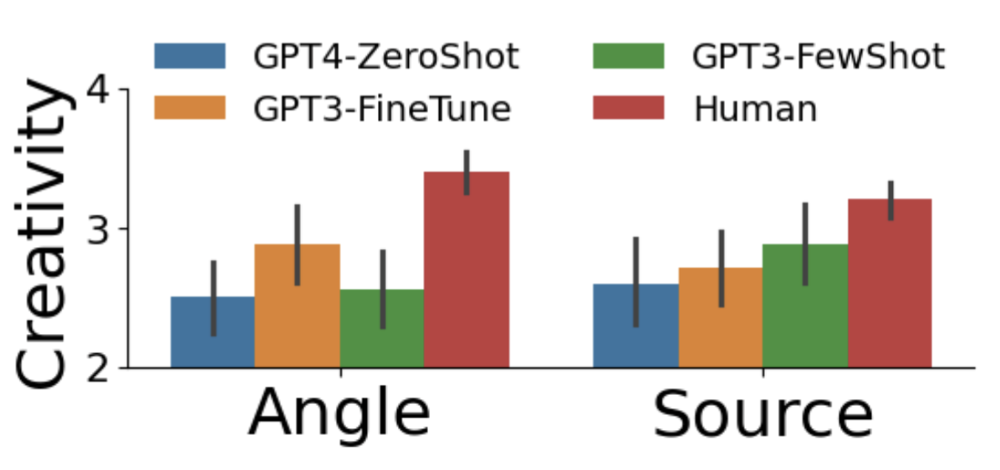 GPT4-ZeroShot
GPT3-FewShot
GPT3-FineTune
Human
Creativity
4
3
2
Angle
Source